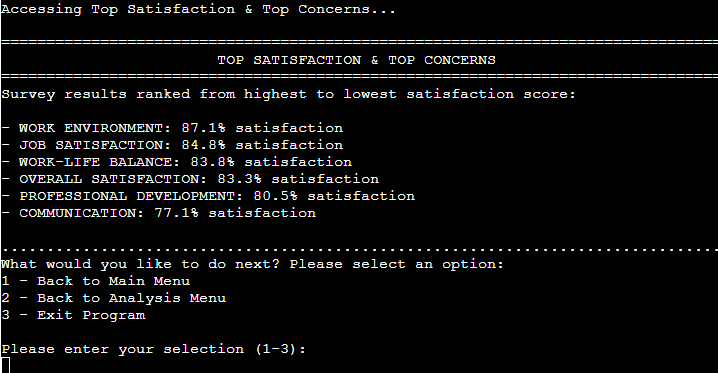 Accessing Top Satisfaction & Top Concerns...
================================================================================
TOP SATISFACTION & TOP CONCERNS
================================================================================
Survey results ranked from highest to lowest satisfaction score:
- WORK ENVIRONMENT: 87.1% satisfaction
- JOB SATISFACTION: 84.8% satisfaction
- WORK-LIFE BALANCE: 83.8% satisfaction
- OVERALL SATISFACTION: 83.3% satisfaction
- PROFESSIONAL DEVELOPMENT: 80.5% satisfaction
- COMMUNICATION: 77.1% satisfaction
................................................................................
What would you like to do next? Please select an option:
1 - Back to Main Menu
2 - Back to Analysis Menu
3 - Exit Program
Please enter your selection (1-3):